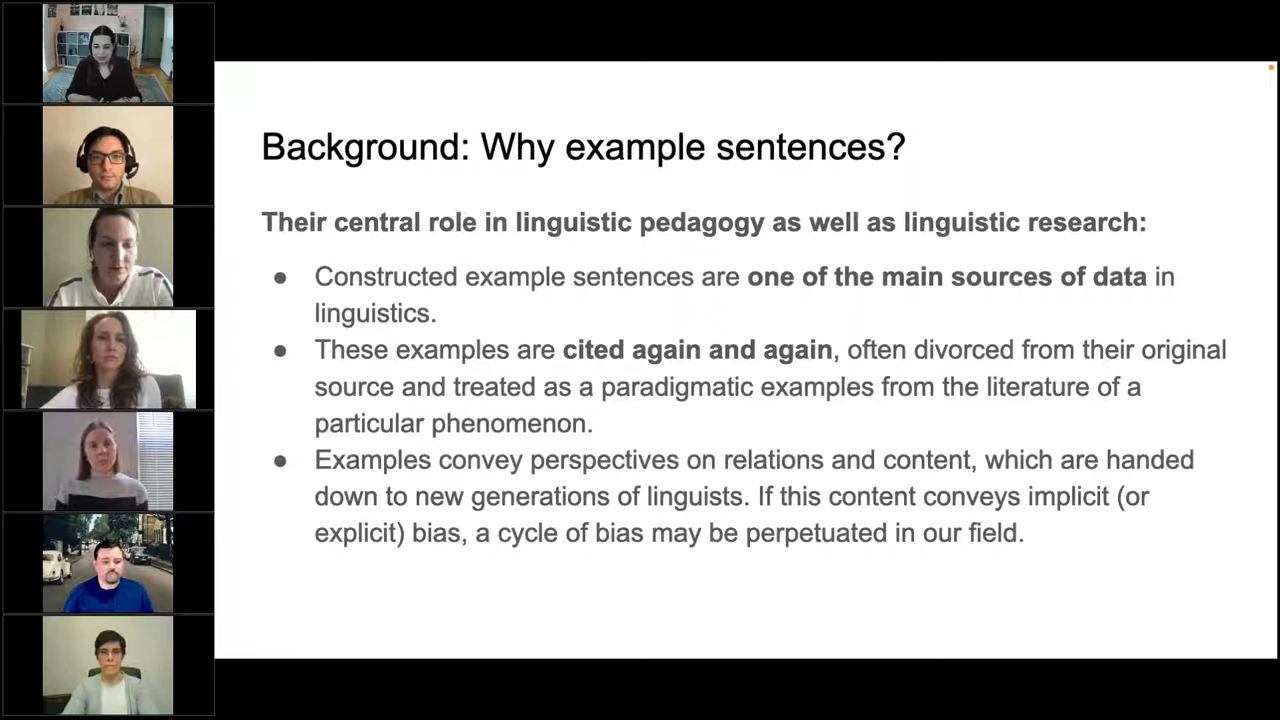 Background: Why example sentences?
Their central role in linguistic pedagogy as well as linguistic research:
● Constructed example sentences are one of the main sources of data in
linguistics.
● These examples are cited again and again, often divorced from their original
source and treated as a paradigmatic examples from the literature of a
particular phenomenon.
● Examples convey perspectives on relations and content, which are handed
down to new generations of linguists. If this content conveys implicit (or
explicit) bias, a cycle of bias may be perpetuated in our field.